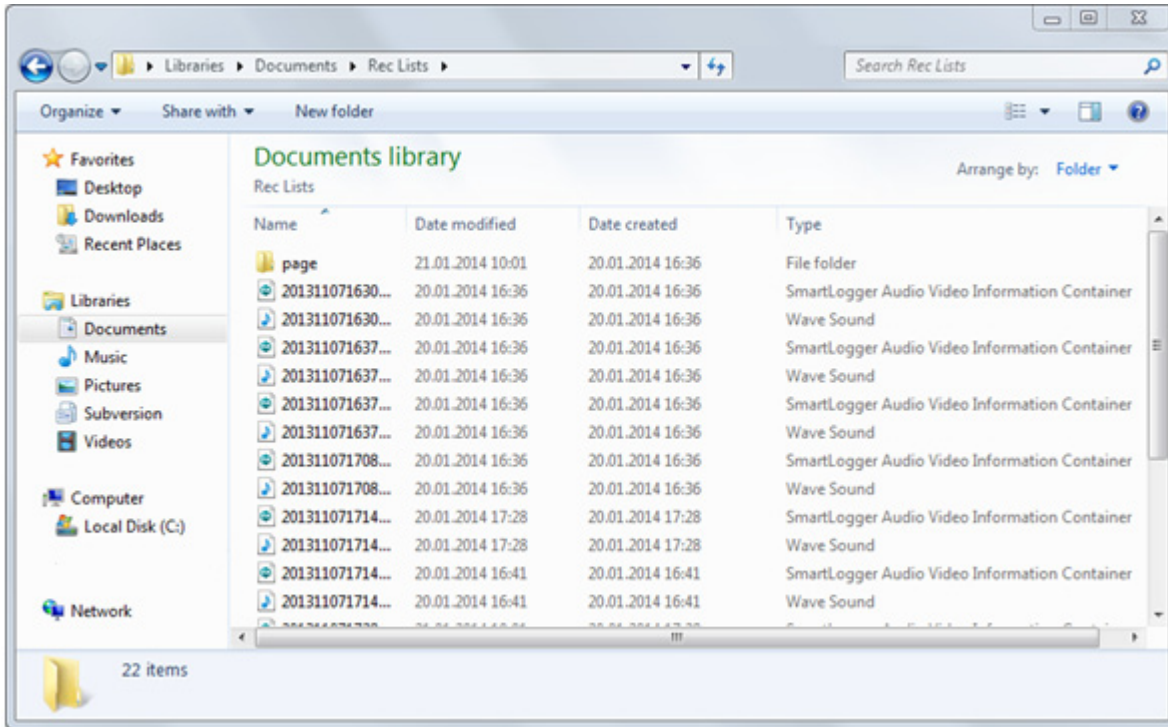 Libraries ▸ Documents ▸ Rec Lists ▸ Search Rec Lists
Organize Share with New folder
Favorites
Desktop
Downloads
Recent Places
Libraries
Documents
Music
Pictures
Subversion
Videos
Computer
Local Disk (C:)
Network
Documents library
Rec Lists
Arrange by: Folder
Name Date modified Date created Type
page 21.01.2014 10:01 20.01.2014 16:36 File folder
201311071630... 20.01.2014 16:36 20.01.2014 16:36 SmartLogger Audio Video Information Container
201311071630... 20.01.2014 16:36 20.01.2014 16:36 Wave Sound
201311071637... 20.01.2014 16:36 20.01.2014 16:36 SmartLogger Audio Video Information Container
201311071637... 20.01.2014 16:36 20.01.2014 16:36 Wave Sound
201311071637... 20.01.2014 16:36 20.01.2014 16:36 SmartLogger Audio Video Information Container
201311071637... 20.01.2014 16:36 20.01.2014 16:36 Wave Sound
201311071708... 20.01.2014 16:36 20.01.2014 16:36 SmartLogger Audio Video Information Container
201311071708... 20.01.2014 16:36 20.01.2014 16:36 Wave Sound
201311071714... 20.01.2014 17:28 20.01.2014 17:28 SmartLogger Audio Video Information Container
201311071714... 20.01.2014 17:28 20.01.2014 17:28 Wave Sound
201311071714... 20.01.2014 16:41 20.01.2014 16:41 SmartLogger Audio Video Information Container
201311071714... 20.01.2014 16:41 20.01.2014 16:41 Wave Sound
22 items